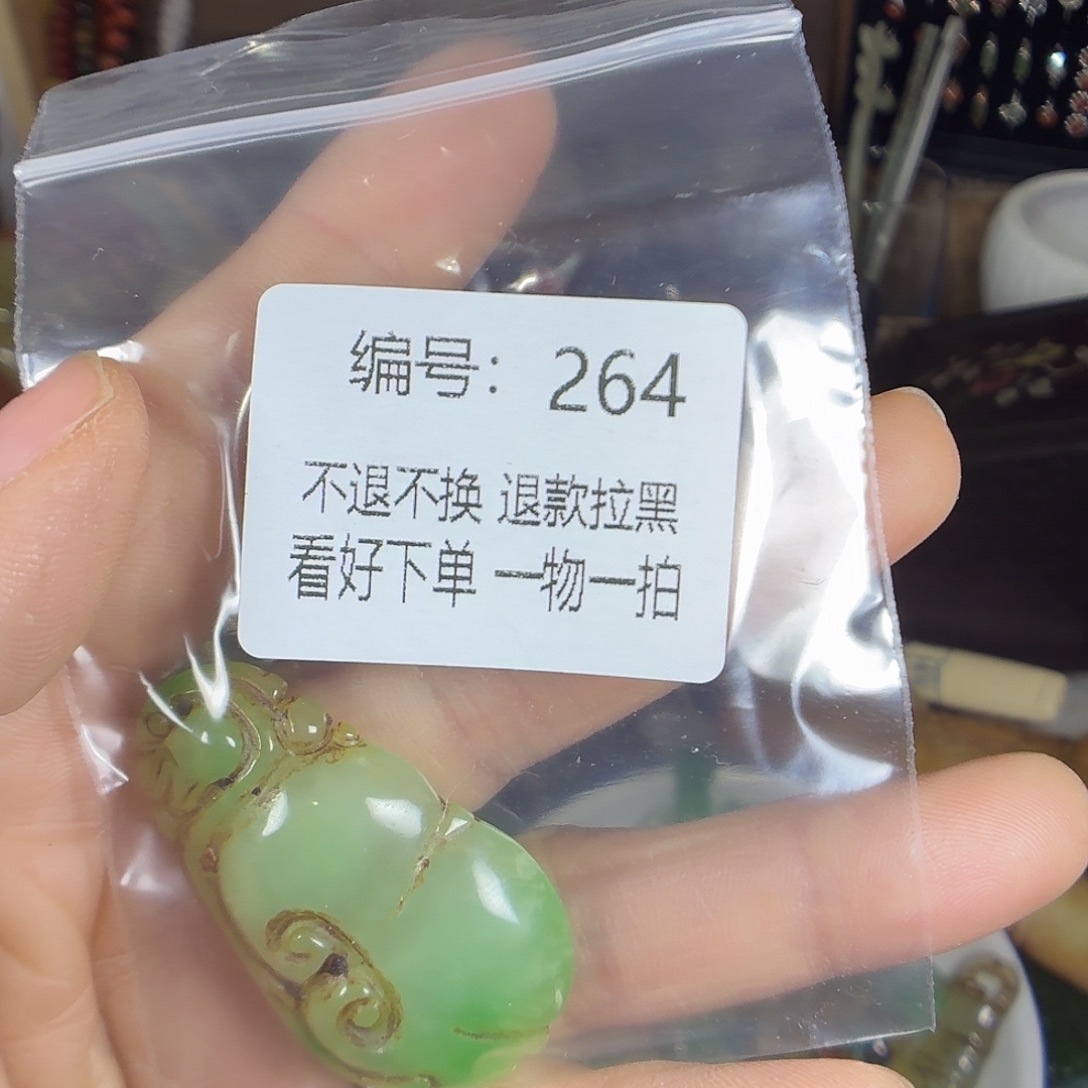 编号：264
不退不换 退款拉黑
看好下单 一物一拍